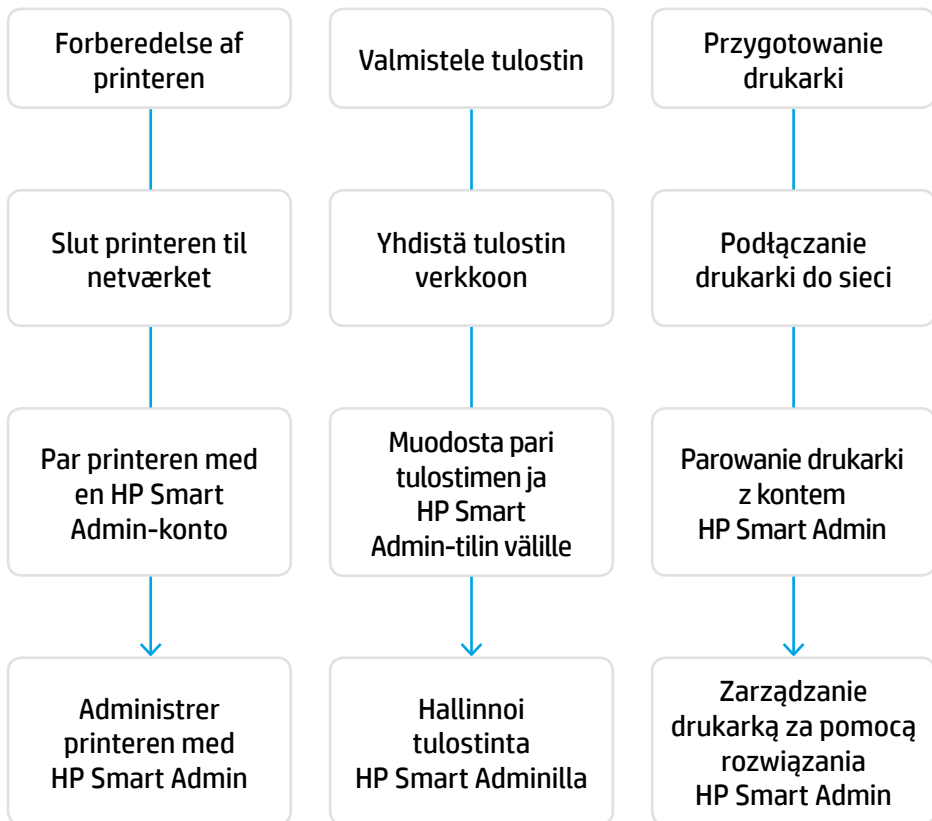 Forberedelse af
printeren
Slut printeren til
netværket
Par printeren med
en HP Smart
Admin-konto
Administrer
printeren med
HP Smart Admin
Valmistele tulostin
Yhdistä tulostin
verkkoon
Muodosta pari
tulostimen ja
HP Smart
Admin-tilin välille
Hallinnoi
tulostinta
HP Smart Adminilla
Przygotowanie
drukarki
Podłączanie
drukarki do sieci
Parowanie drukarki
z kontem
HP Smart Admin
Zarządzanie
drukarką za pomocą
rozwiązania
HP Smart Admin